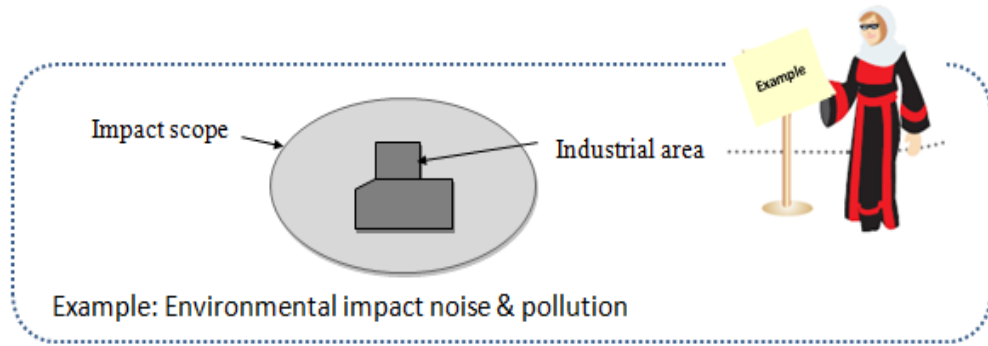 Example
Impact scope
Industrial area
Example: Environmental impact noise & pollution